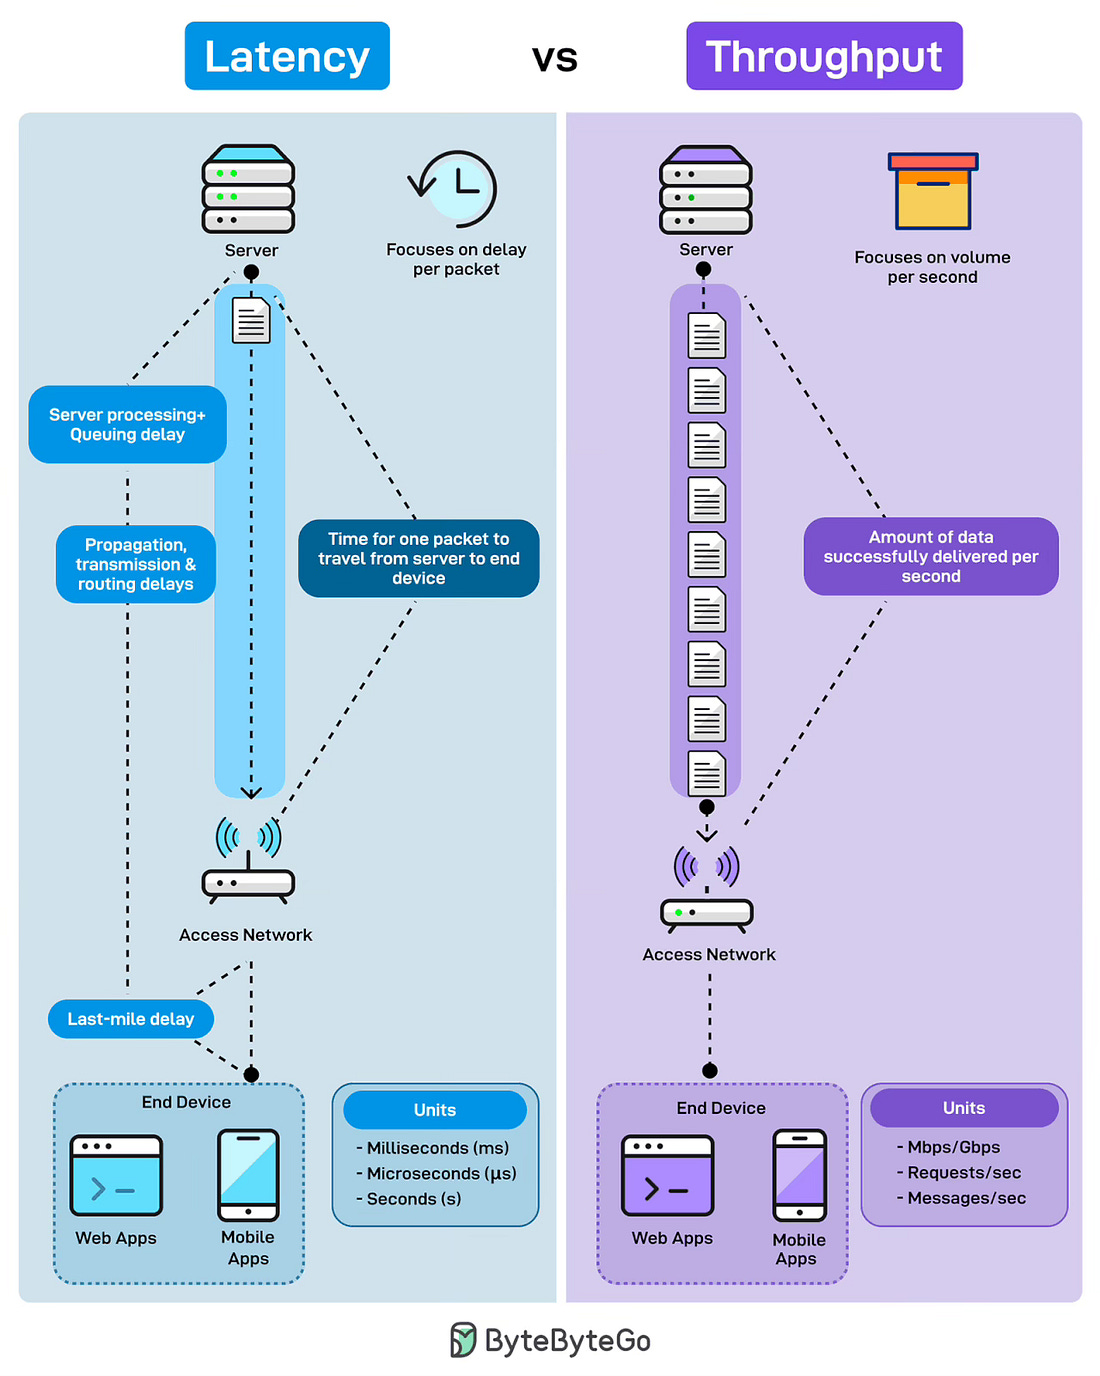 Latency
vs
Throughput
Server
Focuses on delay
per packet
Server processing+
Queuing delay
Propagation,
transmission &
routing delays
Time for one packet to
travel from server to end
device
Access Network
Last-mile delay
End Device
Web Apps
Mobile
Apps
Units
- Milliseconds (ms)
- Microseconds (µs)
- Seconds (s)
Server
Focuses on volume
per second
Amount of data
successfully delivered per
second
Access Network
End Device
Web Apps
Mobile
Apps
Units
- Mbps/Gbps
- Requests/sec
- Messages/sec
ByteByteGo